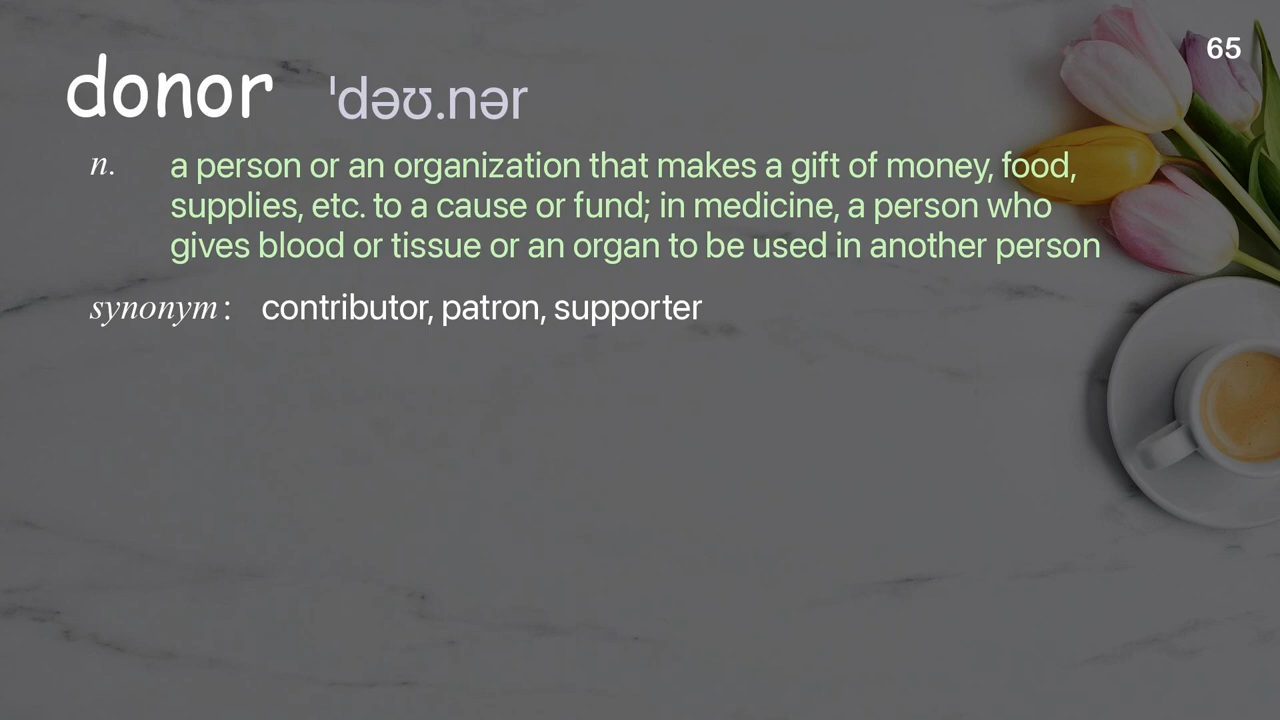 65
donor ˈdəʊ.nər
n. a person or an organization that makes a gift of money, food,
supplies, etc. to a cause or fund; in medicine, a person who
gives blood or tissue or an organ to be used in another person
synonym: contributor, patron, supporter